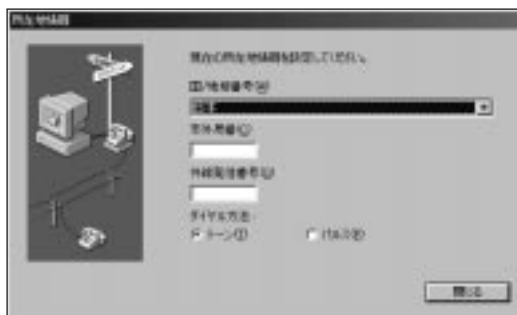 所在地情報
現在の所在地情報を設定してください。
国/地域番号(W)
市外局番(C)
外線発信番号(O)
ダイヤル方法:
トーン(T) パルス(P)
閉じる